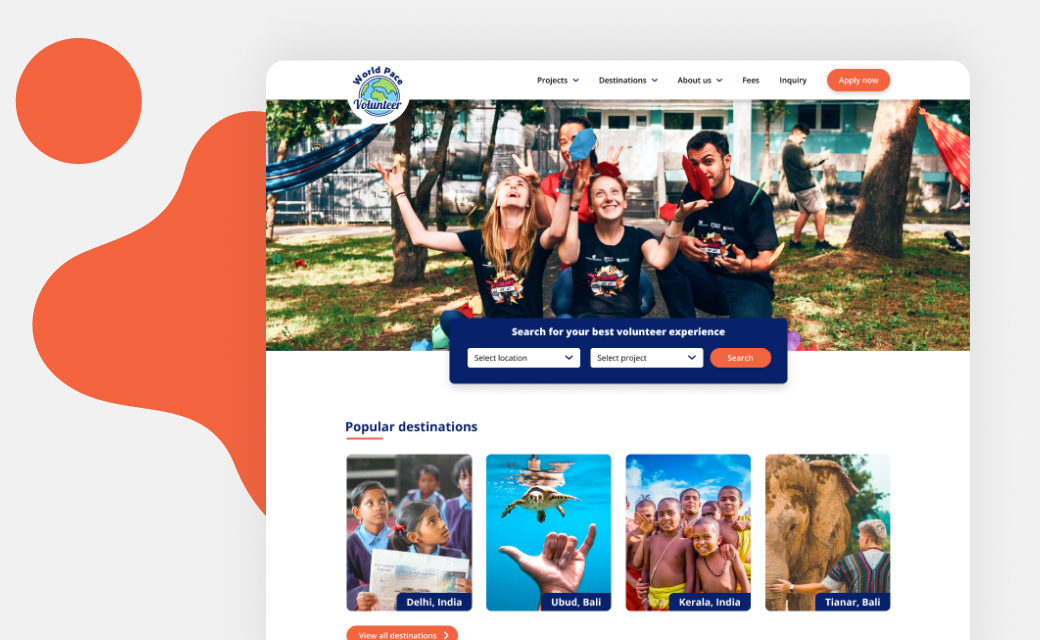 World Pace
Volunteer
Projects
Destinations
About us
Fees
Inquiry
Apply now
Search for your best volunteer experience
Select location
Select project
Search
Popular destinations
Delhi, India
Ubud, Bali
Kerala, India
Tianar, Bali
View all destinations